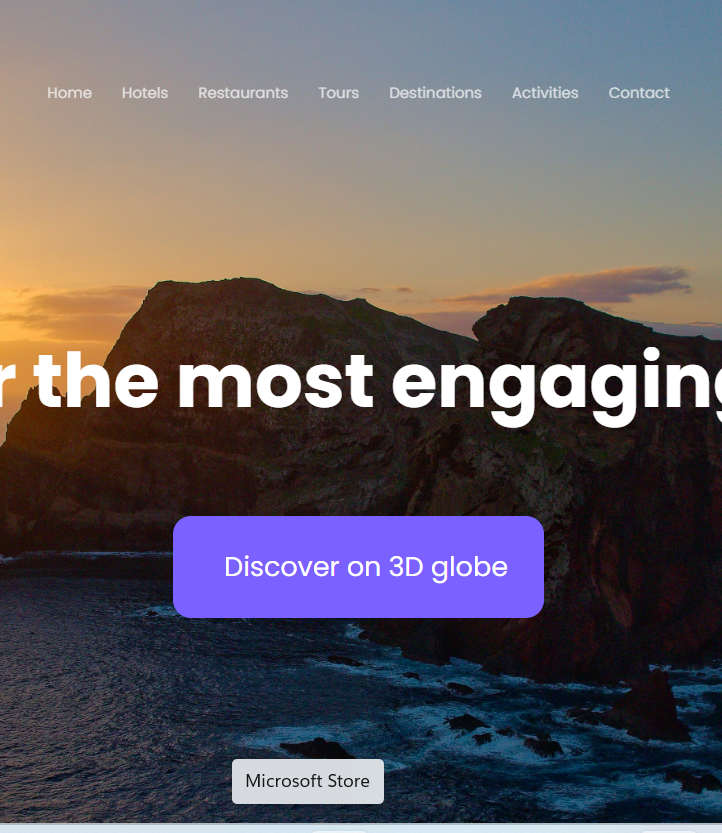 Home Hotels Restaurants Tours Destinations Activities Contact
the most engaging
Discover on 3D globe
Microsoft Store